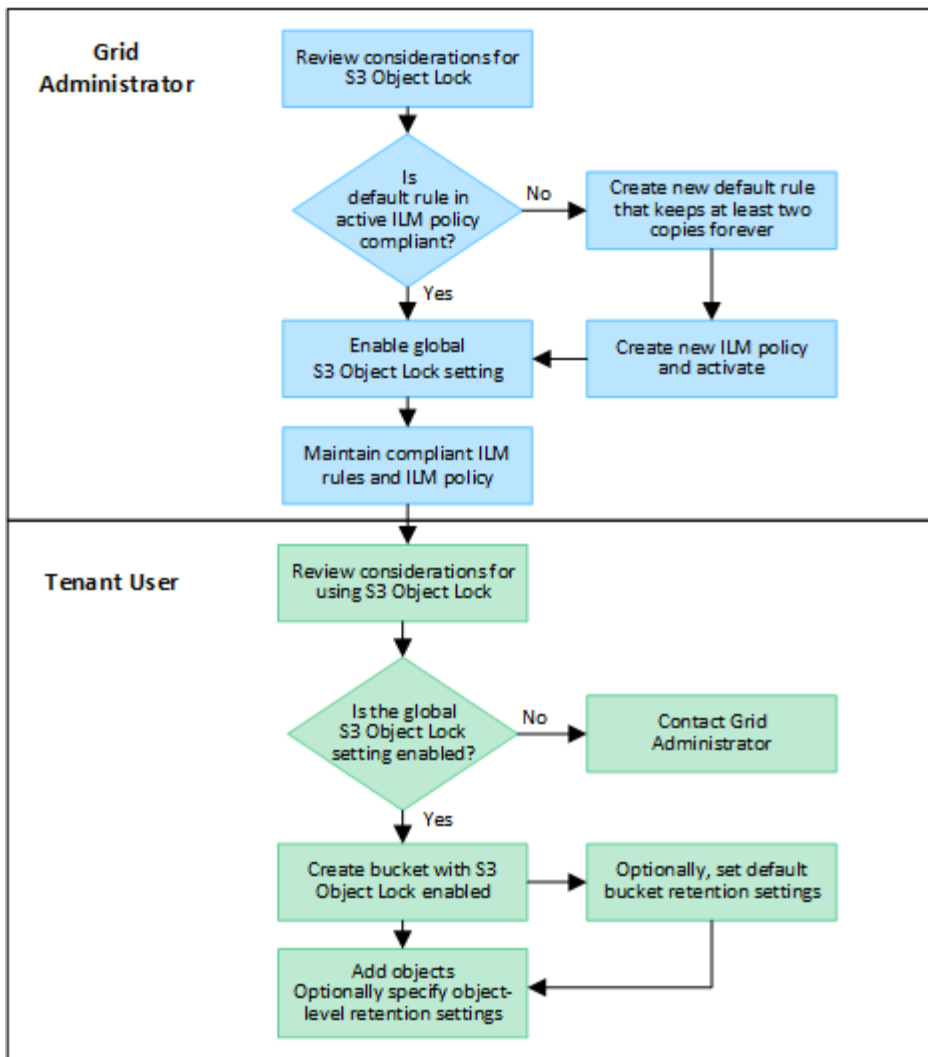 Grid
Administrator
Review considerations for
S3 Object Lock
Is
default rule in
active ILM policy
compliant?
No
Create new default rule
that keeps at least two
copies forever
Yes
Enable global
S3 Object Lock setting
Create new ILM policy
and activate
Maintain compliant ILM
rules and ILM policy
Tenant User
Review considerations for
using S3 Object Lock
Is the global
S3 Object Lock
setting enabled?
No
Contact Grid
Administrator
Yes
Create bucket with S3
Object Lock enabled
Optionally, set default
bucket retention settings
Add objects
Optionally specify object-
level retention settings